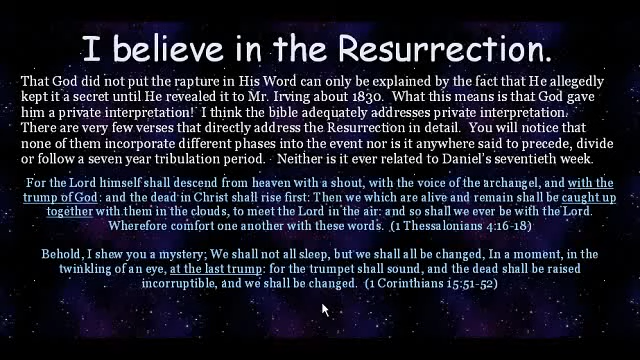 I believe in the Resurrection.
That God did not put the rapture in His Word can only be explained by the fact that He allegedly
kept it a secret until He revealed it to Mr. Irving about 1830. What this means is that God gave
him a private interpretation! I think the bible adequately addresses private interpretation.
There are very few verses that directly address the Resurrection in detail. You will notice that
none of them incorporate different phases into the event nor is it anywhere said to precede, divide
or follow a seven year tribulation period. Neither is it ever related to Daniel's seventieth week.
For the Lord himself shall descend from heaven with a shout, with the voice of the archangel, and with the
trump of God: and the dead in Christ shall rise first: Then we which are alive and remain shall be caught up
together with them in the clouds, to meet the Lord in the air: and so shall we ever be with the Lord.
Wherefore comfort one another with these words. (1 Thessalonians 4:16-18)
Behold, I shew you a mystery; We shall not all sleep, but we shall all be changed, In a moment, in the
twinkling of an eye, at the last trump: for the trumpet shall sound, and the dead shall be raised
incorruptible, and we shall be changed. (1 Corinthians 15:51-52)